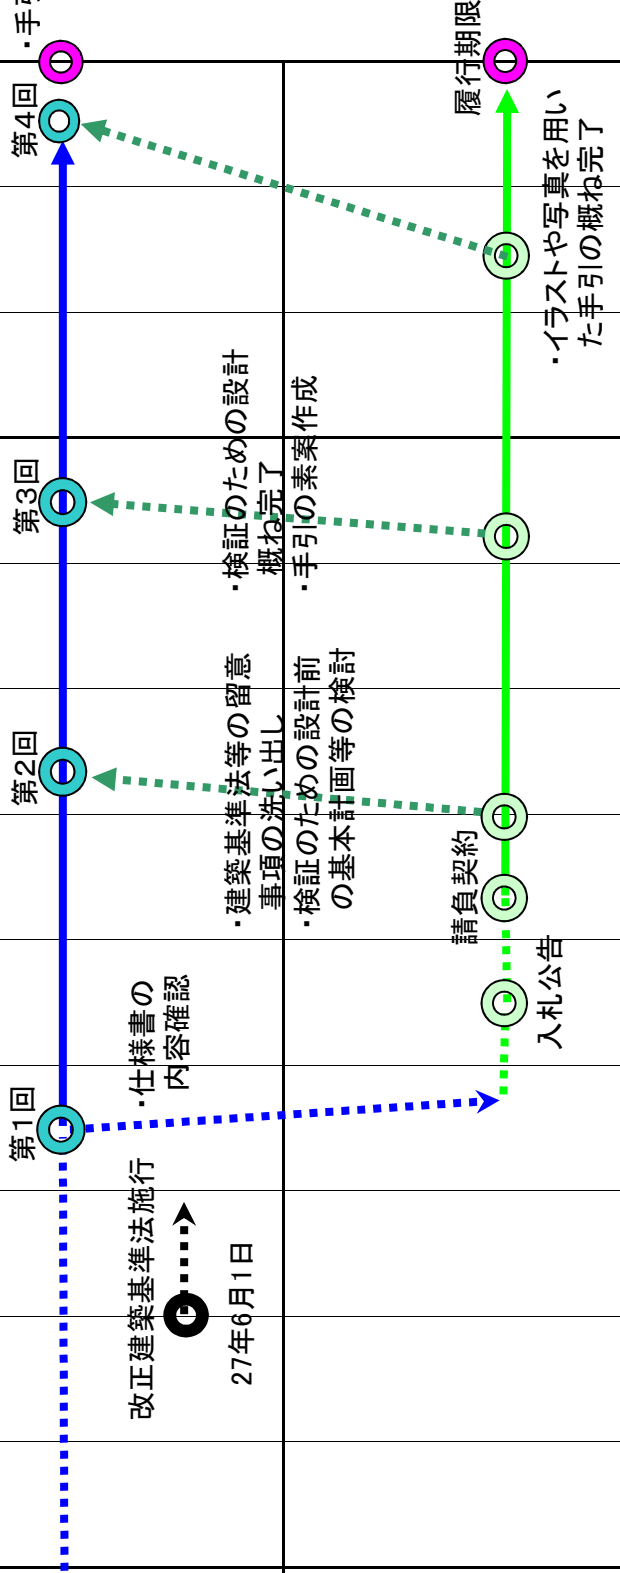 ・手引
第4回
履行期限
・イラストや写真を用い
た手引の概ね完了
第3回
・検証のための設計
概ね完了
・手引の素案作成
第2回
・建築基準法等の留意
事項の洗い出し
・検証のための設計前
の基本計画等の検討
請負契約
入札公告
第1回
・仕様書の
内容確認
改正建築基準法施行
27年6月1日